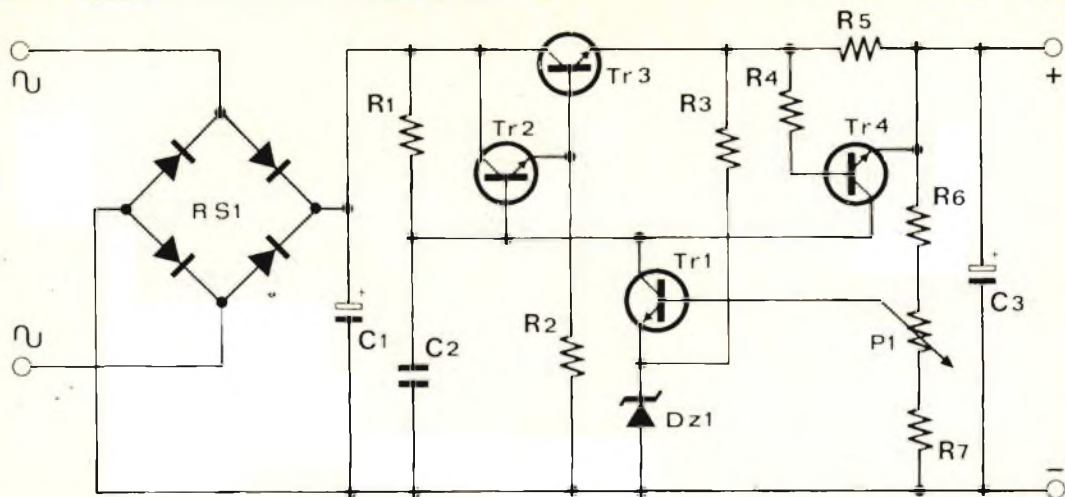 R5
+
R4
Tr3
R1
R3
Tr2
Tr4
RS1
R6
Tr1
+
+
C1
C2
R2
P1
C3
Dz1
R7
−